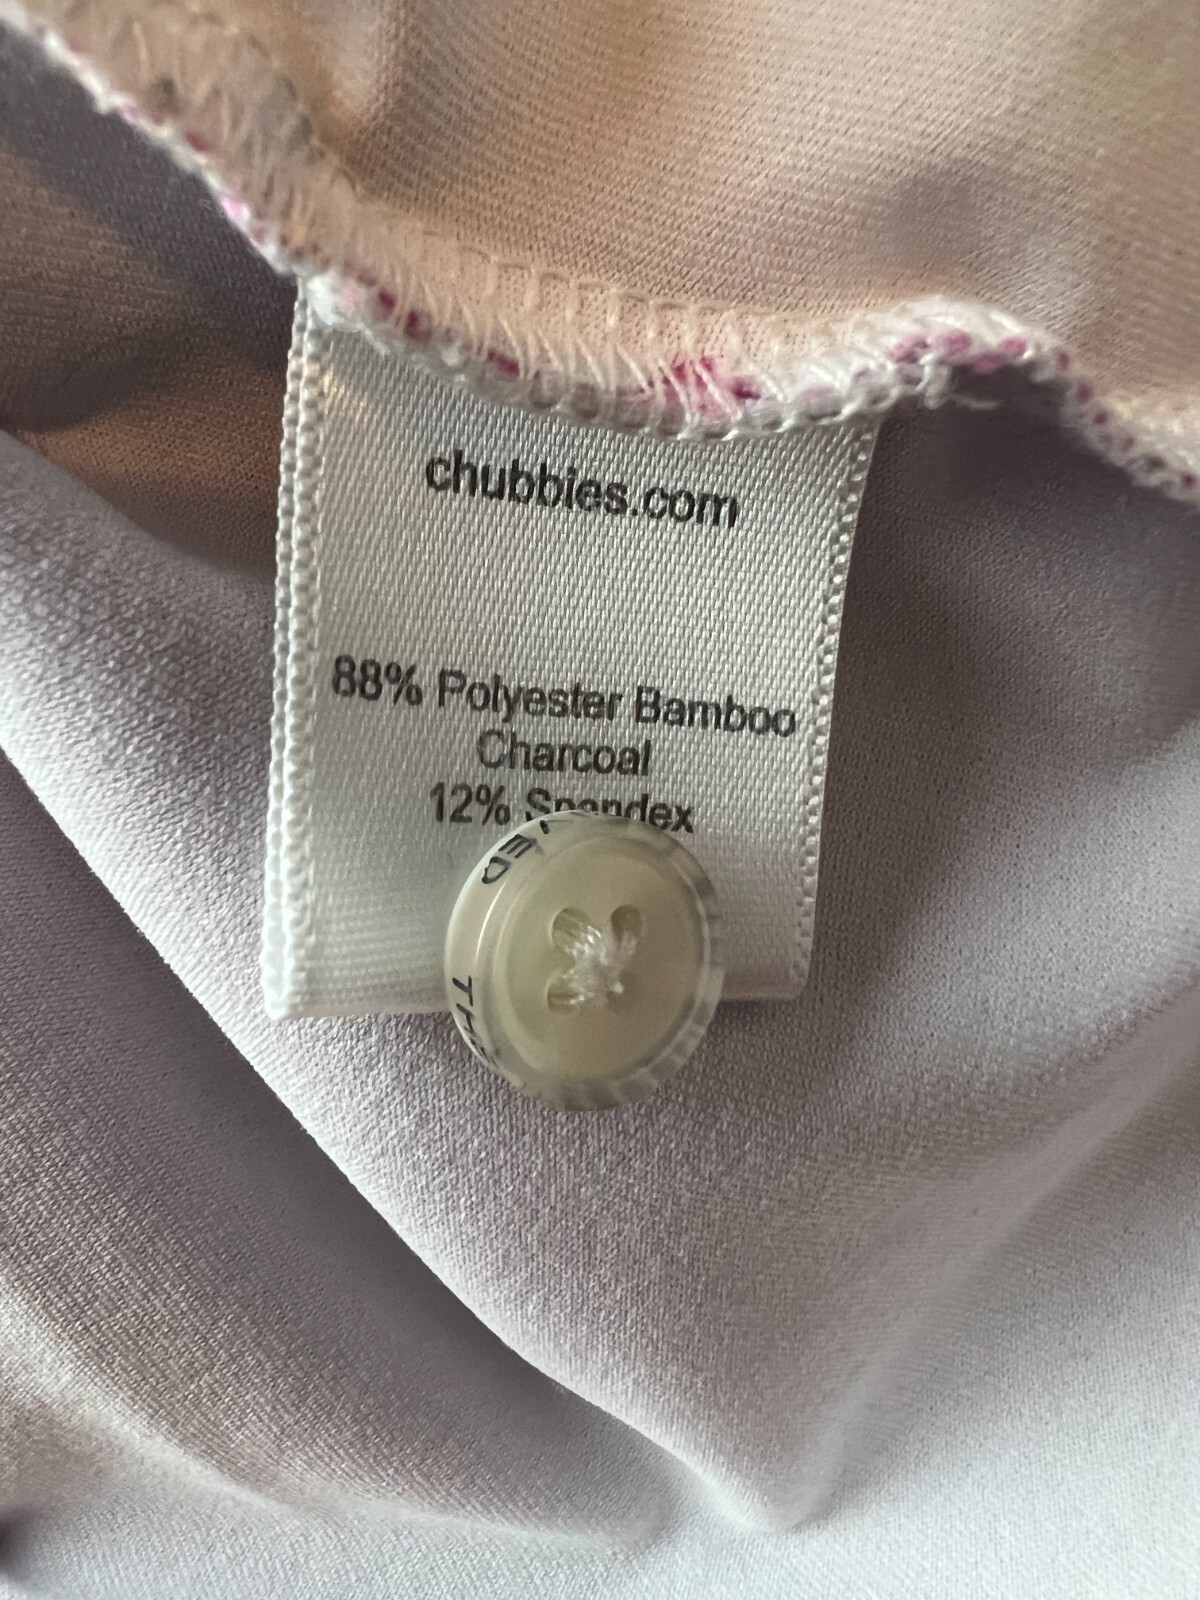 chubbies.com
88% Polyester Bamboo
Charcoal
12% Spandex